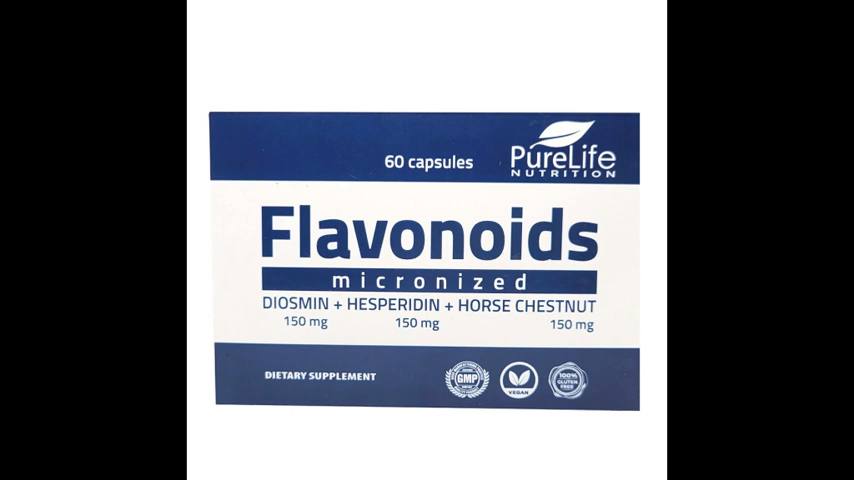 60 capsules
PureLife
NUTRITION
Flavonoids
micronized
DIOSMIN + HESPERIDIN + HORSE CHESTNUT
150 mg 150 mg 150 mg
DIETARY SUPPLEMENT
GMP
VEGAN
100%
GLUTEN
FREE